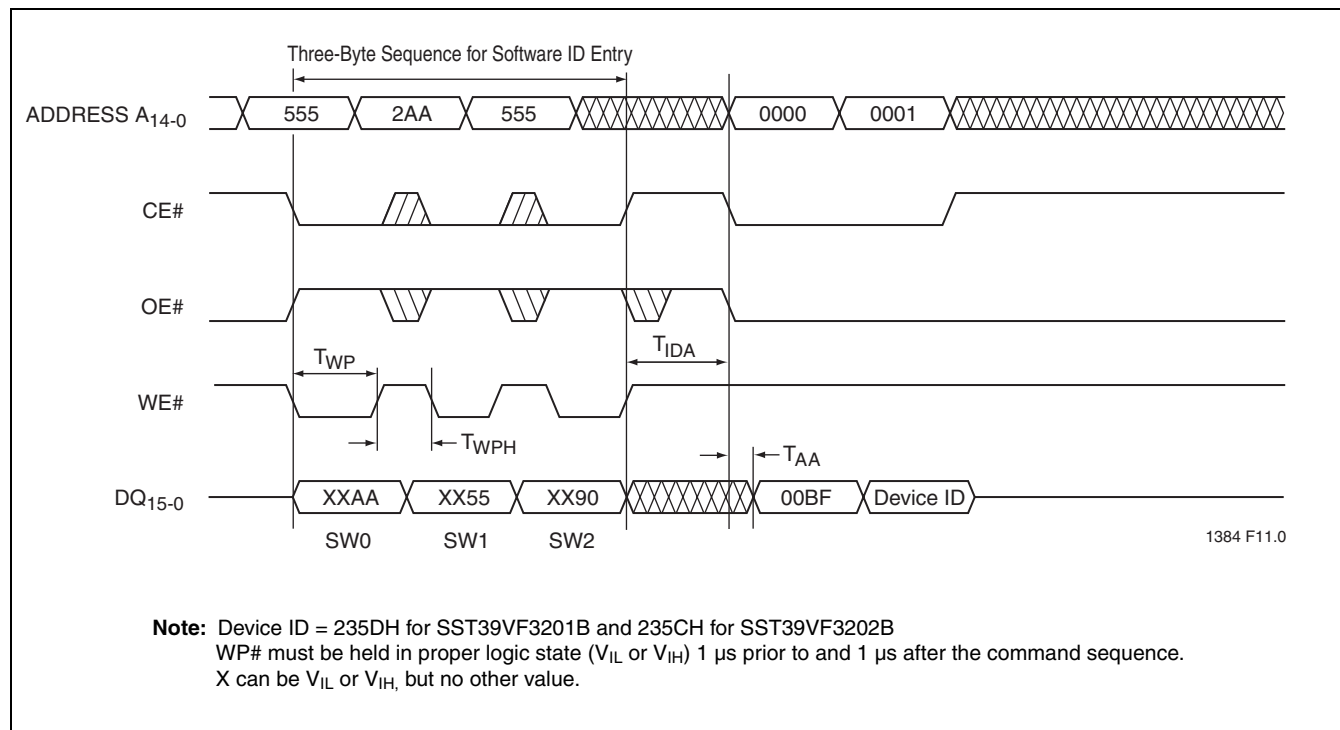 Three-Byte Sequence for Software ID Entry
ADDRESS A14-0
555 2AA 555 0000 0001
CE#
OE#
TIDA
TWP
WE#
TWPH
TAA
DQ15-0
XXAA XX55 XX90 00BF Device ID
SW0 SW1 SW2
1384 F11.0
Note: Device ID = 235DH for SST39VF3201B and 235CH for SST39VF3202B
WP# must be held in proper logic state (VIL or VIH) 1 µs prior to and 1 µs after the command sequence.
X can be VIL or VIH, but no other value.